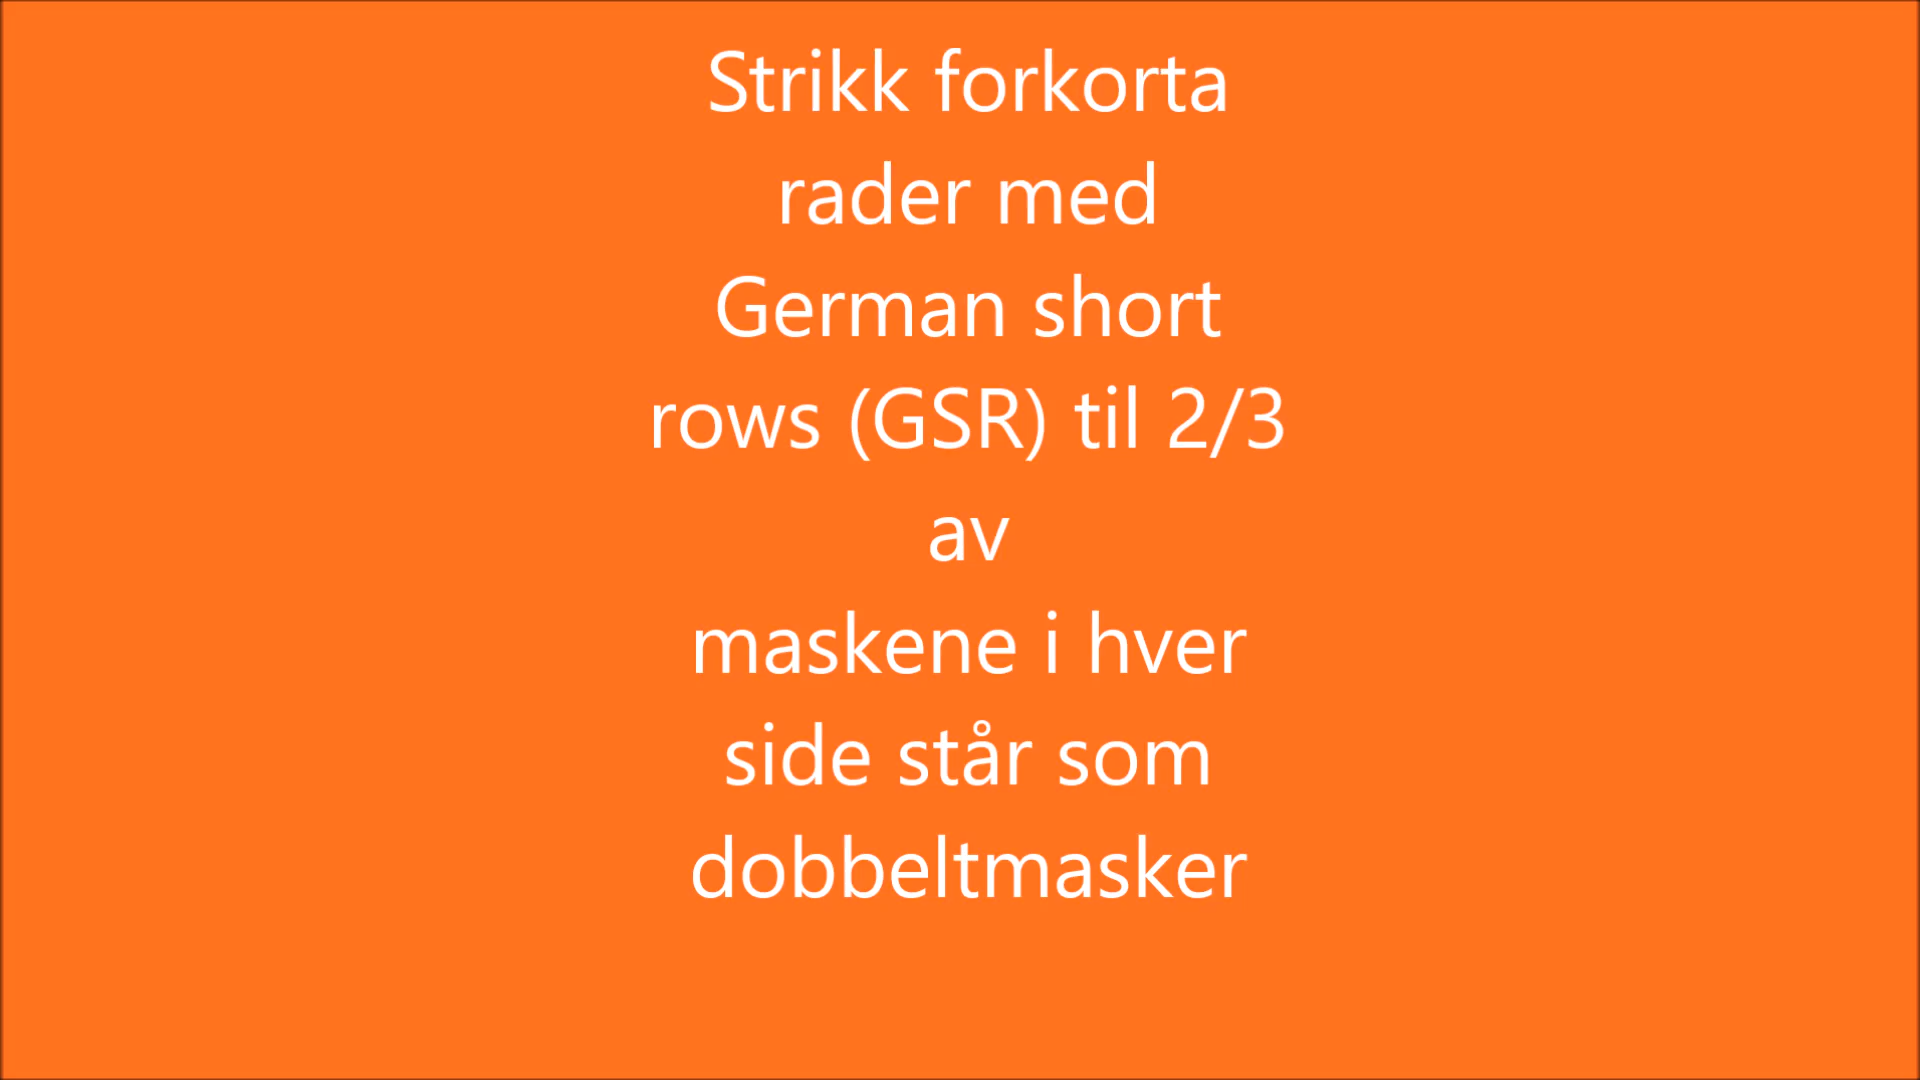 Strikk forkorta
rader med
German short
rows (GSR) til 2/3
av
maskene i hver
side står som
dobbeltmasker